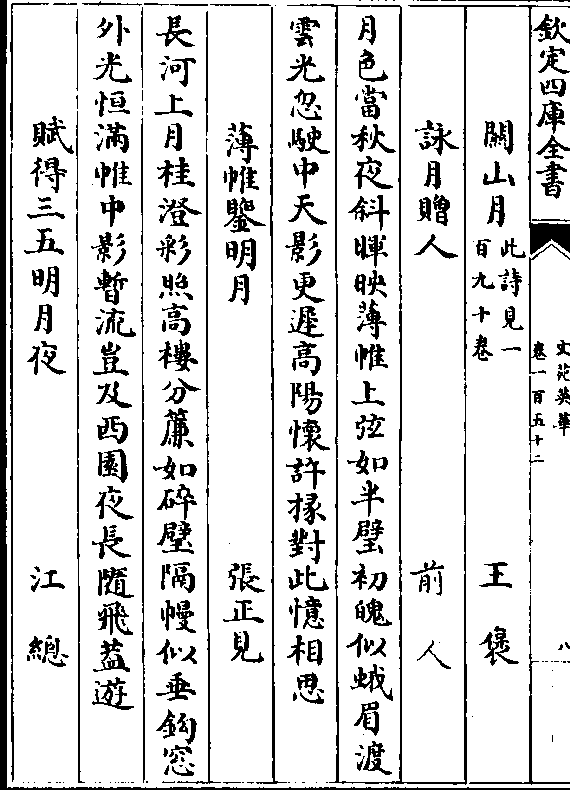 欽定四庫全書
文苑英華
卷一百五十二
八
關山月
此詩見一
百九十卷
王褒
詠月贈人
前人
月色當秋夜斜暉映薄帷上弦如半璧初魄似蛾眉渡
雲光忽駛中天影更遲高陽懷許掾對此憶相思
薄帷鑒明月
張正見
長河上月桂澄彩照高樓分簾如碎璧隔幔似垂鈎窓
外光恒滿帷中影暫流豈及西園夜長隨飛蓋遊
賦得三五明月夜
江總